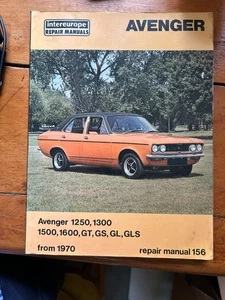 intereurope
REPAIR MANUALS
AVENGER
Avenger 1250,1300
1500,1600,GT,GS,GL,GLS
from 1970
repair manual 156